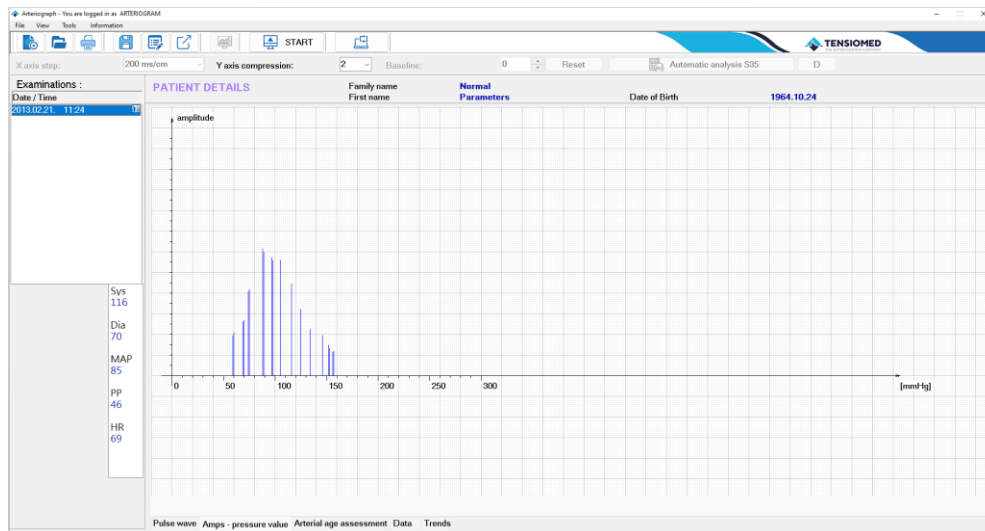 Arteriograph - You are logged in as ARTERIOGRAM
File View Tools Information
START
TENSIOMED
X axis step: 200 ms/cm Y axis compression: 2 Baseline: 0 Reset Automatic analysis S35 D
Examinations :
Date / Time
2013.02.21. 11:24
PATIENT DETAILS
Family name Normal
First name Parameters Date of Birth 1964.10.24
amplitude
0 50 100 150 200 250 300 [mmHg]
Sys
116
Dia
70
MAP
85
PP
46
HR
69
Pulse wave Amps - pressure value Arterial age assessment Data Trends